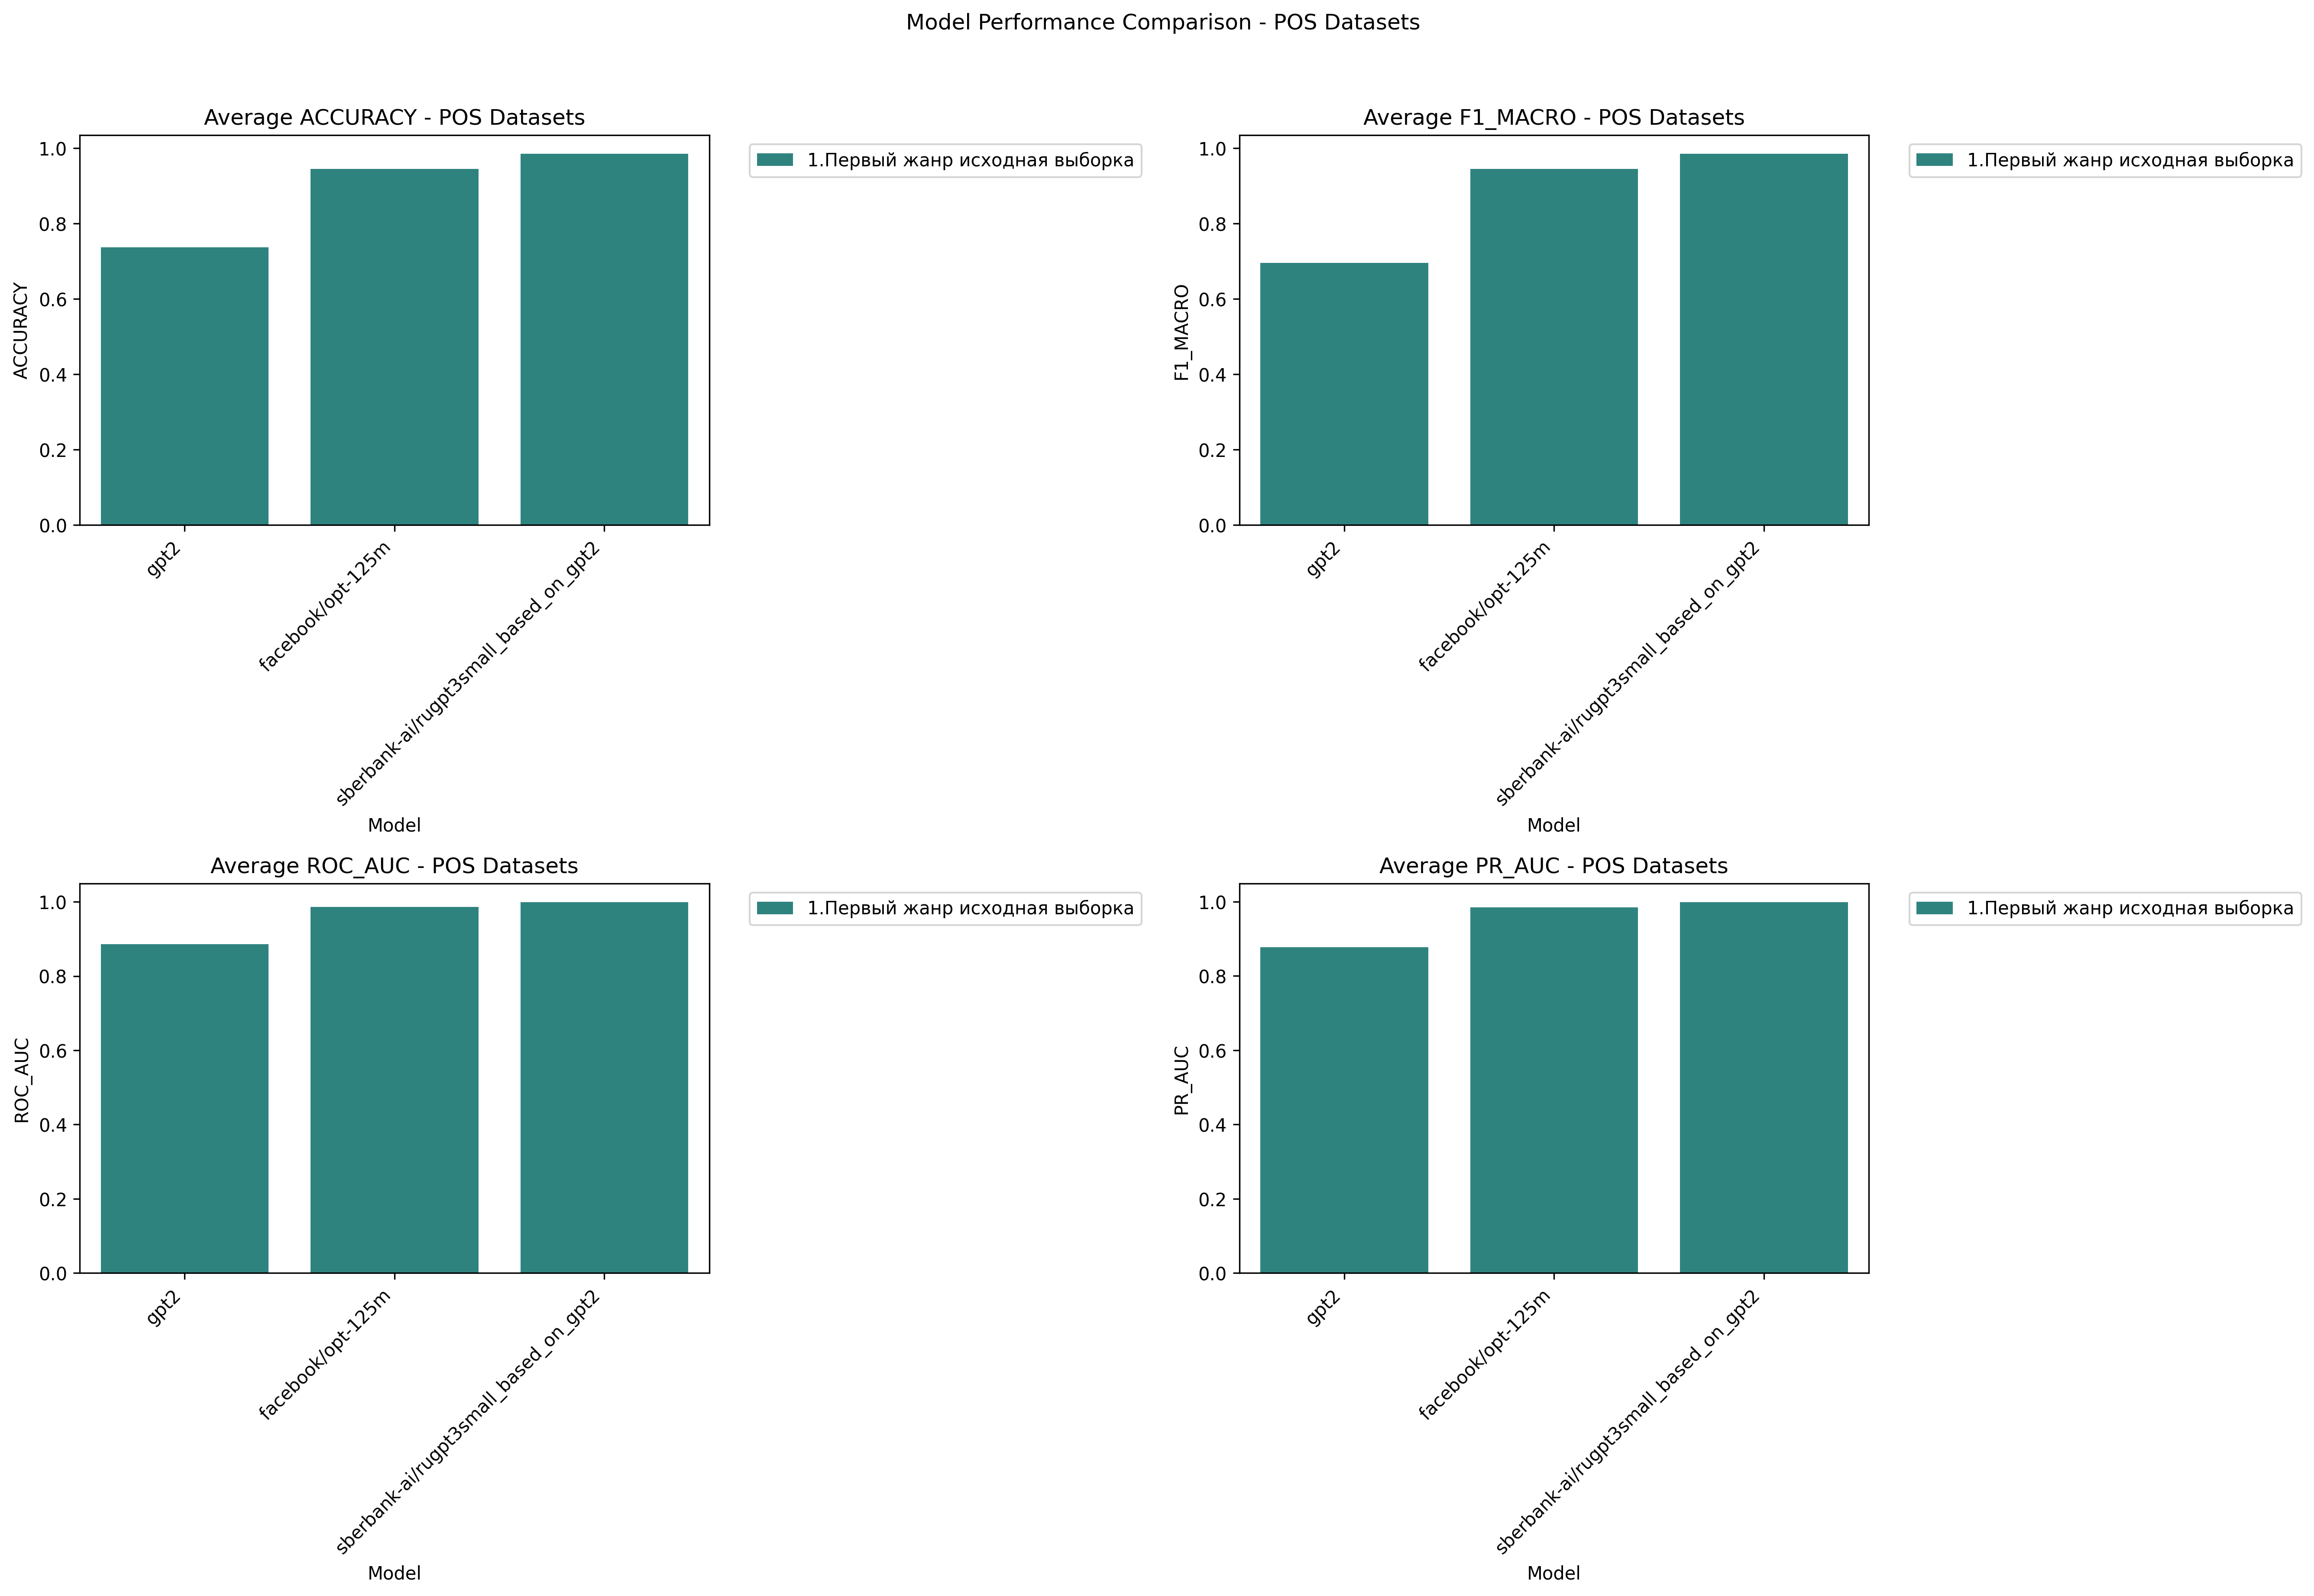 Model Performance Comparison - POS Datasets
Average ACCURACY - POS Datasets
1.0
0.8
0.6
0.4
0.2
0.0
ACCURACY
gpt2
facebook/opt-125m
sberbank-ai/rugpt3small_based_on_gpt2
Model
1.Первый жанр исходная выборка
Average F1_MACRO - POS Datasets
1.0
0.8
0.6
0.4
0.2
0.0
F1_MACRO
gpt2
facebook/opt-125m
sberbank-ai/rugpt3small_based_on_gpt2
Model
1.Первый жанр исходная выборка
Average ROC_AUC - POS Datasets
1.0
0.8
0.6
0.4
0.2
0.0
ROC_AUC
gpt2
facebook/opt-125m
sberbank-ai/rugpt3small_based_on_gpt2
Model
1.Первый жанр исходная выборка
Average PR_AUC - POS Datasets
1.0
0.8
0.6
0.4
0.2
0.0
PR_AUC
gpt2
facebook/opt-125m
sberbank-ai/rugpt3small_based_on_gpt2
Model
1.Первый жанр исходная выборка